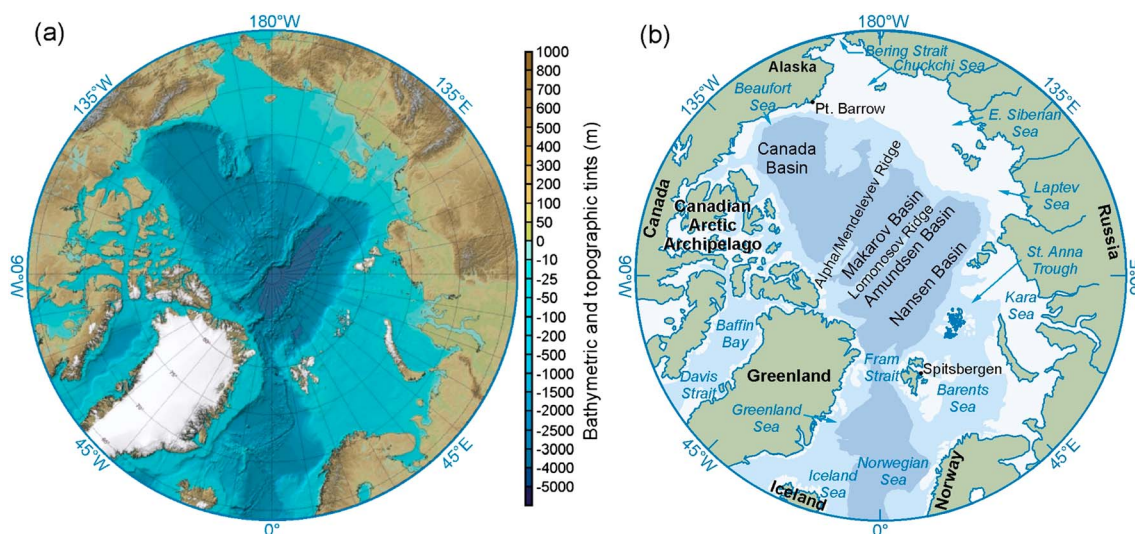 (a)
180°W
135°W
135°E
90°W
45°W
0°
45°E
80°
75°
70°
Bathymetric and topographic tints (m)
1000
800
700
600
500
400
300
200
100
50
0
-10
-25
-50
-100
-200
-500
-1000
-1500
-2000
-2500
-3000
-4000
-5000
(b)
180°W
135°W
135°E
90°W
45°W
0°
45°E
Bering Strait
Chuckchi Sea
Alaska
Beaufort
Sea
Pt. Barrow
E. Siberian
Sea
Canada
Basin
Laptev
Sea
Canada
Canadian
Arctic
Archipelago
Alpha/Mendeleyev Ridge
Makarov Basin
Lomonosov Ridge
Amundsen Basin
Nansen Basin
Russia
St. Anna
Trough
Kara
Sea
Baffin
Bay
Davis
Strait
Greenland
Fram
Strait
Spitsbergen
Barents
Sea
Greenland
Sea
Iceland
Sea
Norwegian
Sea
Iceland
Norway